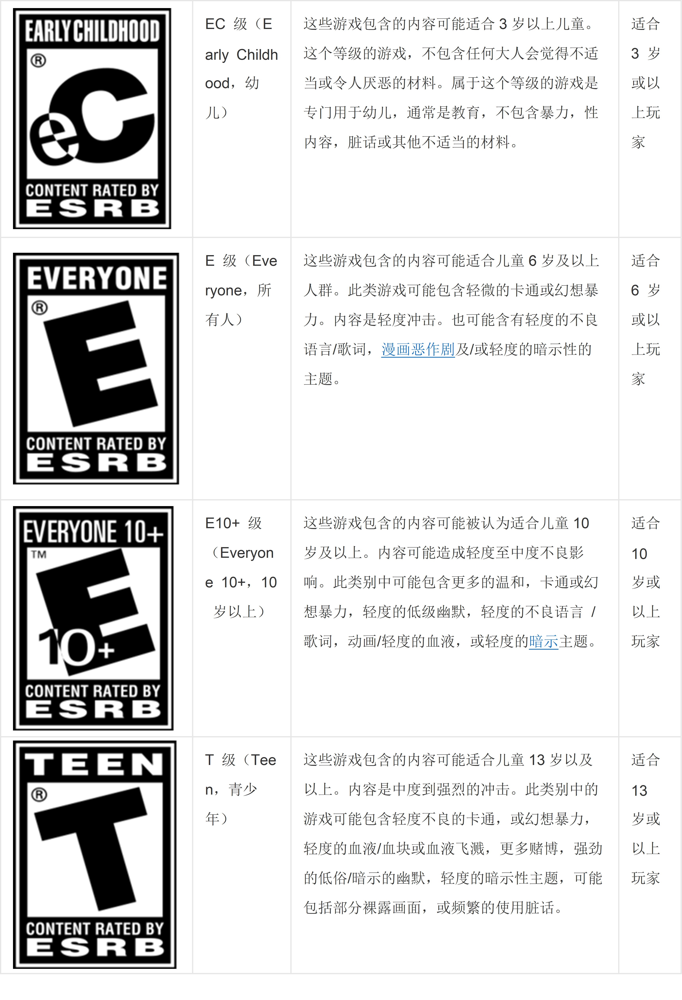 EARLY CHILDHOOD
®
eC
CONTENT RATED BY
ESRB
EC 级（E
arly Childh
ood，幼
儿）
这些游戏包含的内容可能适合 3 岁以上儿童。
这个等级的游戏，不包含任何大人会觉得不适
当或令人厌恶的材料。属于这个等级的游戏是
专门用于幼儿，通常是教育，不包含暴力，性
内容，脏话或其他不适当的材料。
适合
3 岁
或以
上玩
家
EVERYONE
®
E
CONTENT RATED BY
ESRB
E 级（Eve
ryone，所
有人）
这些游戏包含的内容可能适合儿童 6 岁及以上
人群。此类游戏可能包含轻微的卡通或幻想暴
力。内容是轻度冲击。也可能含有轻度的不良
语言/歌词，漫画恶作剧及/或轻度的暗示性的
主题。
适合
6 岁
或以
上玩
家
EVERYONE 10+
TM
E
10+
CONTENT RATED BY
ESRB
E10+ 级
（Everyon
e 10+，10
岁以上）
这些游戏包含的内容可能被认为适合儿童 10
岁及以上。内容可能造成轻度至中度不良影
响。此类别中可能包含更多的温和，卡通或幻
想暴力，轻度的低级幽默，轻度的不良语言 /
歌词，动画/轻度的血液，或轻度的暗示主题。
适合
10
岁或
以上
玩家
TEEN
®
T
CONTENT RATED BY
ESRB
T 级（Tee
n，青少
年）
这些游戏包含的内容可能适合儿童 13 岁以及
以上。内容是中度到强烈的冲击。此类别中的
游戏可能包含轻度不良的卡通，或幻想暴力，
轻度的血液/血块或血液飞溅，更多赌博，强劲
的低俗/暗示的幽默，轻度的暗示性主题，可能
包括部分裸露画面，或频繁的使用脏话。
适合
13
岁或
以上
玩家